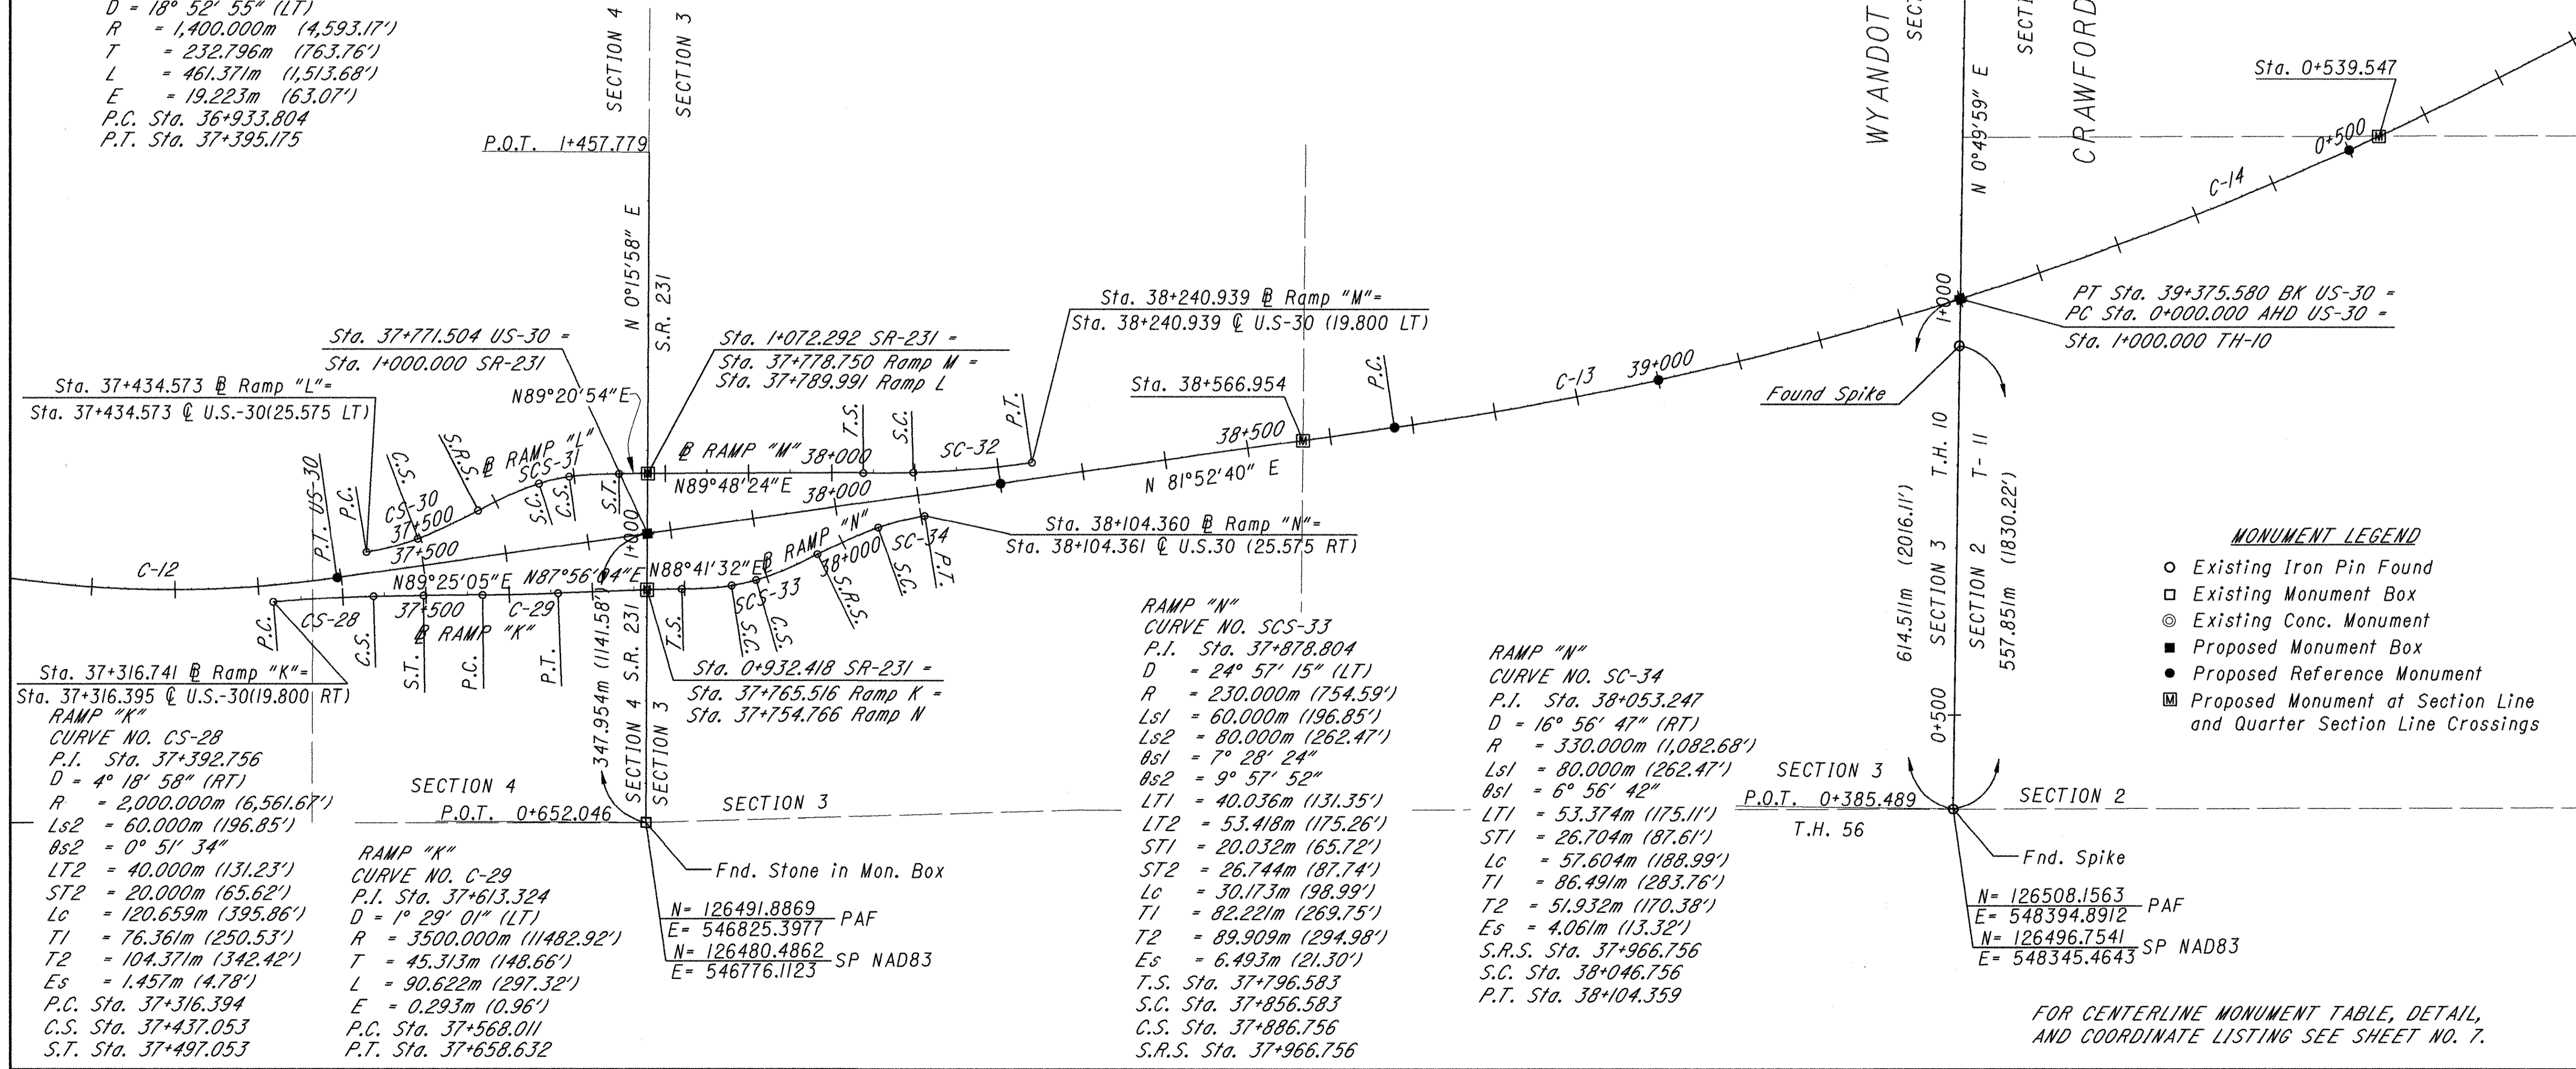 D = 18° 52' 55" (LT)
R = 1,400.000m (4,593.17')
T = 232.796m (763.76')
L = 461.371m (1,513.68')
E = 19.223m (63.07')
P.C. Sta. 36+933.804
P.T. Sta. 37+395.175
SECTION 4
SECTION 3
P.O.T. 1+457.779
N 0°15'58" E
S.R. 231
WYANDOT
CRAWFORD
N 0°49'59" E
Sta. 0+539.547
0+500
C-14
Sta. 37+771.504 US-30 =
Sta. 1+000.000 SR-231
Sta. 1+072.292 SR-231 =
Sta. 37+778.750 Ramp M =
Sta. 37+789.991 Ramp L
Sta. 38+240.939 ⅊ Ramp "M"=
Sta. 38+240.939 ℄ U.S-30 (19.800 LT)
PT Sta. 39+375.580 BK US-30 =
PC Sta. 0+000.000 AHD US-30 =
Sta. 1+000.000 TH-10
1+000
Found Spike
Sta. 37+434.573 ⅊ Ramp "L"=
Sta. 37+434.573 ℄ U.S.-30(25.575 LT)
N89°20'54"E
Sta. 38+566.954
P.C.
C-13
39+000
38+500
N 81°52'40" E
P.T. US-30
P.C.
C.S.
S.R.S.
CS-30
37+500
37+500
⅊ RAMP "L"
SCS-31
S.C.
C.S.
S.T.
⅊ RAMP "M"
38+000
T.S.
S.C.
SC-32
P.T.
N89°48'24"E
38+000
1+000
C-12
N89°25'05"E
N87°56'04"E
N88°41'32"E
⅊ RAMP "N"
38+000
SC-34
SCS-33
S.C.
C.S.
S.R.S.
S.C.
P.T.
T.S.
Sta. 38+104.360 ⅊ Ramp "N"=
Sta. 38+104.361 ℄ U.S.30 (25.575 RT)
P.C.
CS-28
C.S.
37+500
S.T.
⅊ RAMP "K"
P.C.
C-29
P.T.
Sta. 37+316.741 ⅊ Ramp "K"=
Sta. 37+316.395 ℄ U.S.-30(19.800 RT)
Sta. 0+932.418 SR-231 =
Sta. 37+765.516 Ramp K =
Sta. 37+754.766 Ramp N
347.954m (1141.58')
SECTION 4 S.R. 231
SECTION 3
RAMP "K"
CURVE NO. CS-28
P.I. Sta. 37+392.756
D = 4° 18' 58" (RT)
R = 2,000.000m (6,561.67')
Ls2 = 60.000m (196.85')
θs2 = 0° 51' 34"
LT2 = 40.000m (131.23')
ST2 = 20.000m (65.62')
Lc = 120.659m (395.86')
T1 = 76.361m (250.53')
T2 = 104.371m (342.42')
Es = 1.457m (4.78')
P.C. Sta. 37+316.394
C.S. Sta. 37+437.053
S.T. Sta. 37+497.053
SECTION 4
P.O.T. 0+652.046
SECTION 3
RAMP "K"
CURVE NO. C-29
P.I. Sta. 37+613.324
D = 1° 29' 01" (LT)
R = 3500.000m (11482.92')
T = 45.313m (148.66')
L = 90.622m (297.32')
E = 0.293m (0.96')
P.C. Sta. 37+568.011
P.T. Sta. 37+658.632
Fnd. Stone in Mon. Box
N= 126491.8869
E= 546825.3977
PAF
N= 126480.4862
E= 546776.1123
SP NAD83
RAMP "N"
CURVE NO. SCS-33
P.I. Sta. 37+878.804
D = 24° 57' 15" (LT)
R = 230.000m (754.59')
Ls1 = 60.000m (196.85')
Ls2 = 80.000m (262.47')
θs1 = 7° 28' 24"
θs2 = 9° 57' 52"
LT1 = 40.036m (131.35')
LT2 = 53.418m (175.26')
ST1 = 20.032m (65.72')
ST2 = 26.744m (87.74')
Lc = 30.173m (98.99')
T1 = 82.221m (269.75')
T2 = 89.909m (294.98')
Es = 6.493m (21.30')
T.S. Sta. 37+796.583
S.C. Sta. 37+856.583
C.S. Sta. 37+886.756
S.R.S. Sta. 37+966.756
RAMP "N"
CURVE NO. SC-34
P.I. Sta. 38+053.247
D = 16° 56' 47" (RT)
R = 330.000m (1,082.68')
Ls1 = 80.000m (262.47')
θs1 = 6° 56' 42"
LT1 = 53.374m (175.11')
ST1 = 26.704m (87.61')
Lc = 57.604m (188.99')
T1 = 86.491m (283.76')
T2 = 51.932m (170.38')
Es = 4.061m (13.32')
S.R.S. Sta. 37+966.756
S.C. Sta. 38+046.756
P.T. Sta. 38+104.359
614.511m (2016.11')
SECTION 3 T.H. 10
SECTION 2 T-11
557.851m (1830.22')
0+500
SECTION 3
P.O.T. 0+385.489
T.H. 56
SECTION 2
Fnd. Spike
N= 126508.1563
E= 548394.8912
PAF
N= 126496.7541
E= 548345.4643
SP NAD83
MONUMENT LEGEND
Existing Iron Pin Found
Existing Monument Box
Existing Conc. Monument
Proposed Monument Box
Proposed Reference Monument
M Proposed Monument at Section Line
and Quarter Section Line Crossings
FOR CENTERLINE MONUMENT TABLE, DETAIL,
AND COORDINATE LISTING SEE SHEET NO. 7.